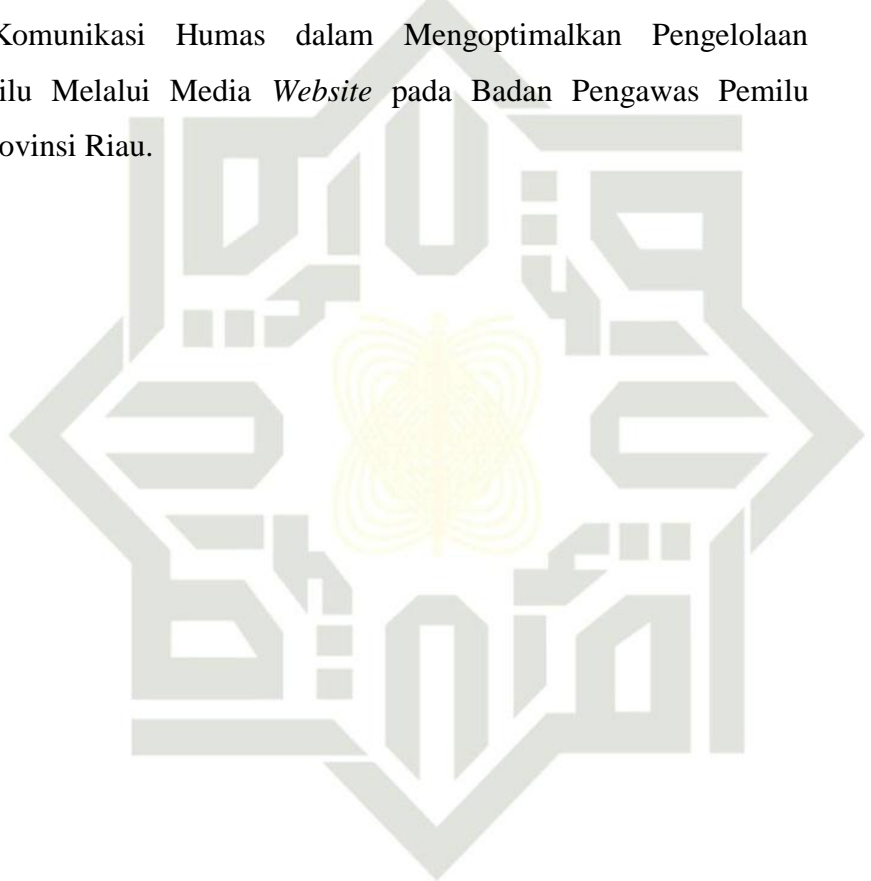 Komunikasi Humas dalam Mengoptimalkan Pengelolaan
ilu Melalui Media Website pada Badan Pengawas Pemilu
ovinsi Riau.